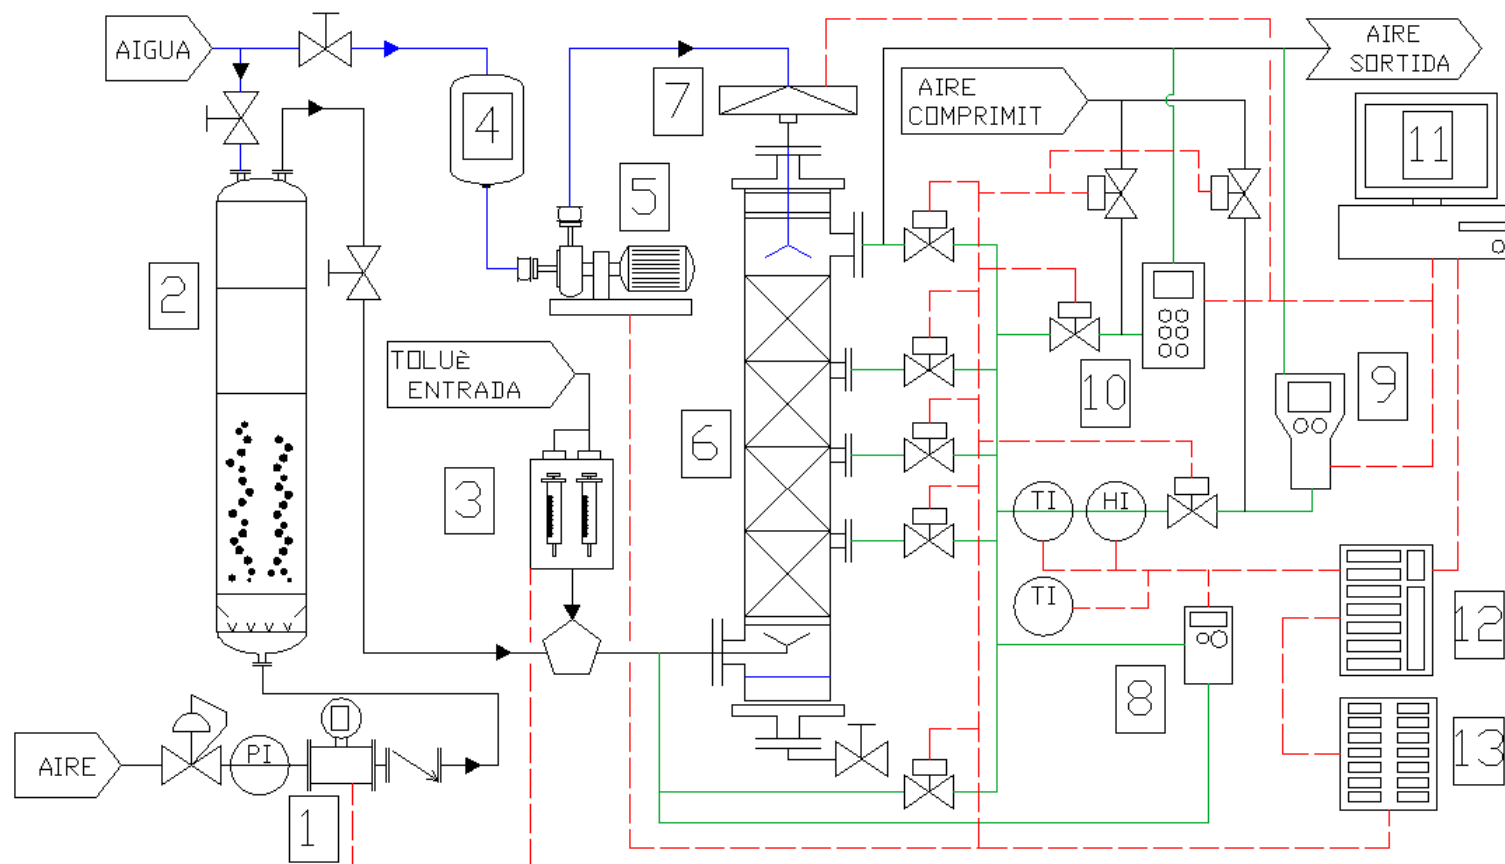 AIGUA
AIRE
SORTIDA
AIRE
COMPRIMIT
7
4
11
5
2
TOLUÈ
ENTRADA
10
9
6
3
TI
HI
TI
12
8
AIRE
PI
13
1